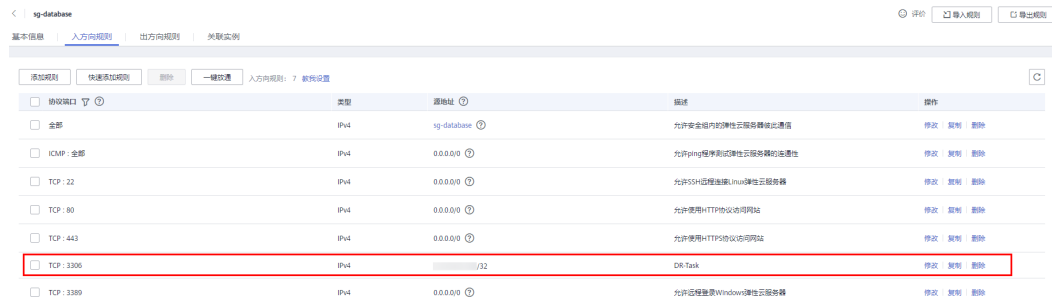 < sg-database 评价 导入规则 导出规则
基本信息 入方向规则 出方向规则 关联实例
添加规则 快速添加规则 删除 一键放通 入方向规则： 7 教我设置
协议端口 类型 源地址 描述 操作
全部 IPv4 sg-database 允许安全组内的弹性云服务器彼此通信 修改 复制 删除
ICMP : 全部 IPv4 0.0.0.0/0 允许ping程序测试弹性云服务器的连通性 修改 复制 删除
TCP : 22 IPv4 0.0.0.0/0 允许SSH远程连接Linux弹性云服务器 修改 复制 删除
TCP : 80 IPv4 0.0.0.0/0 允许使用HTTP协议访问网站 修改 复制 删除
TCP : 443 IPv4 0.0.0.0/0 允许使用HTTPS协议访问网站 修改 复制 删除
TCP : 3306 IPv4 /32 DR-Task 修改 复制 删除
TCP : 3389 IPv4 0.0.0.0/0 允许远程登录Windows弹性云服务器 修改 复制 删除